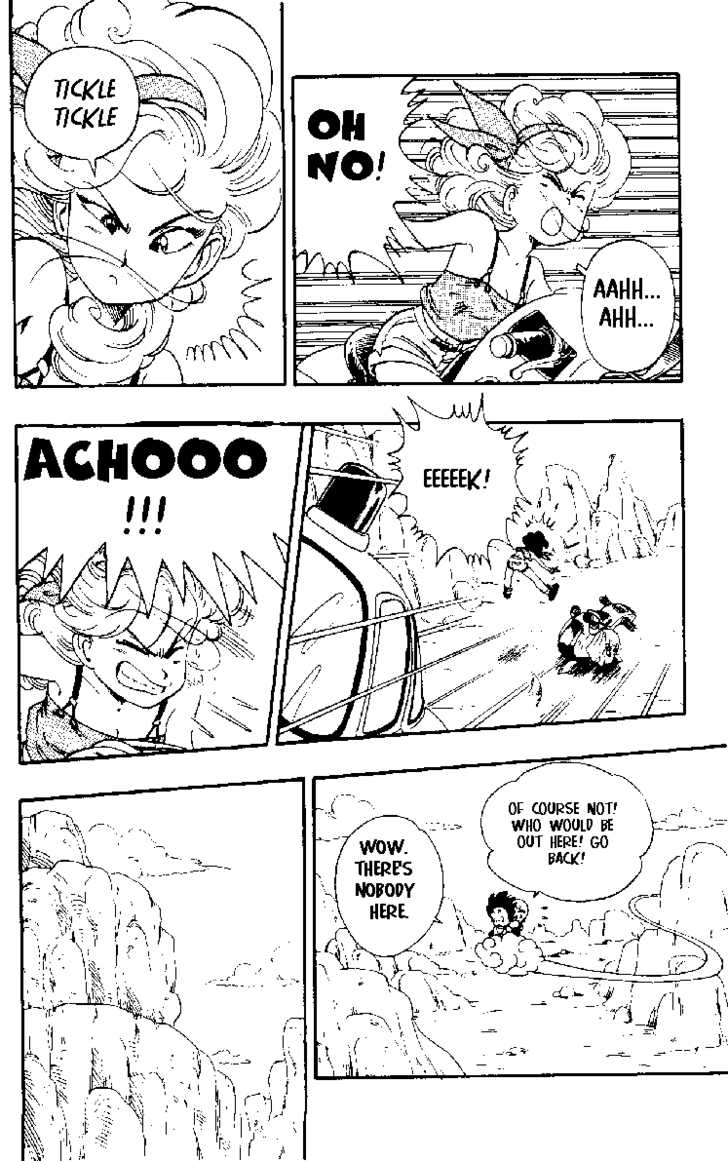 TICKLE
TICKLE
OH
NO!
AAHH...
AHH...
ACHOOO
!!!
EEEEEK!
WOW.
THERE'S
NOBODY
HERE.
OF COURSE NOT!
WHO WOULD BE
OUT HERE! GO
BACK!